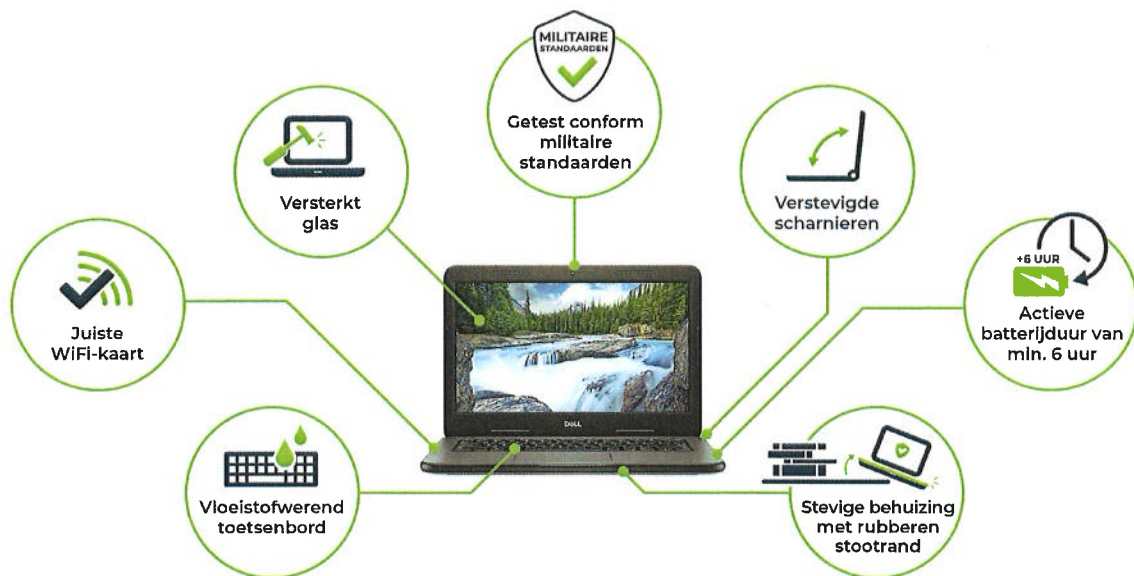 MILITAIRE
STANDAARDEN
Getest conform
militaire
standaarden
Versterkt
glas
Verstevigde
scharnieren
Juiste
WiFi-kaart
+6 UUR
Actieve
batterijduur van
min. 6 uur
DELL
Vloeistofwerend
toetsenbord
Stevige behuizing
met rubberen
stootrand